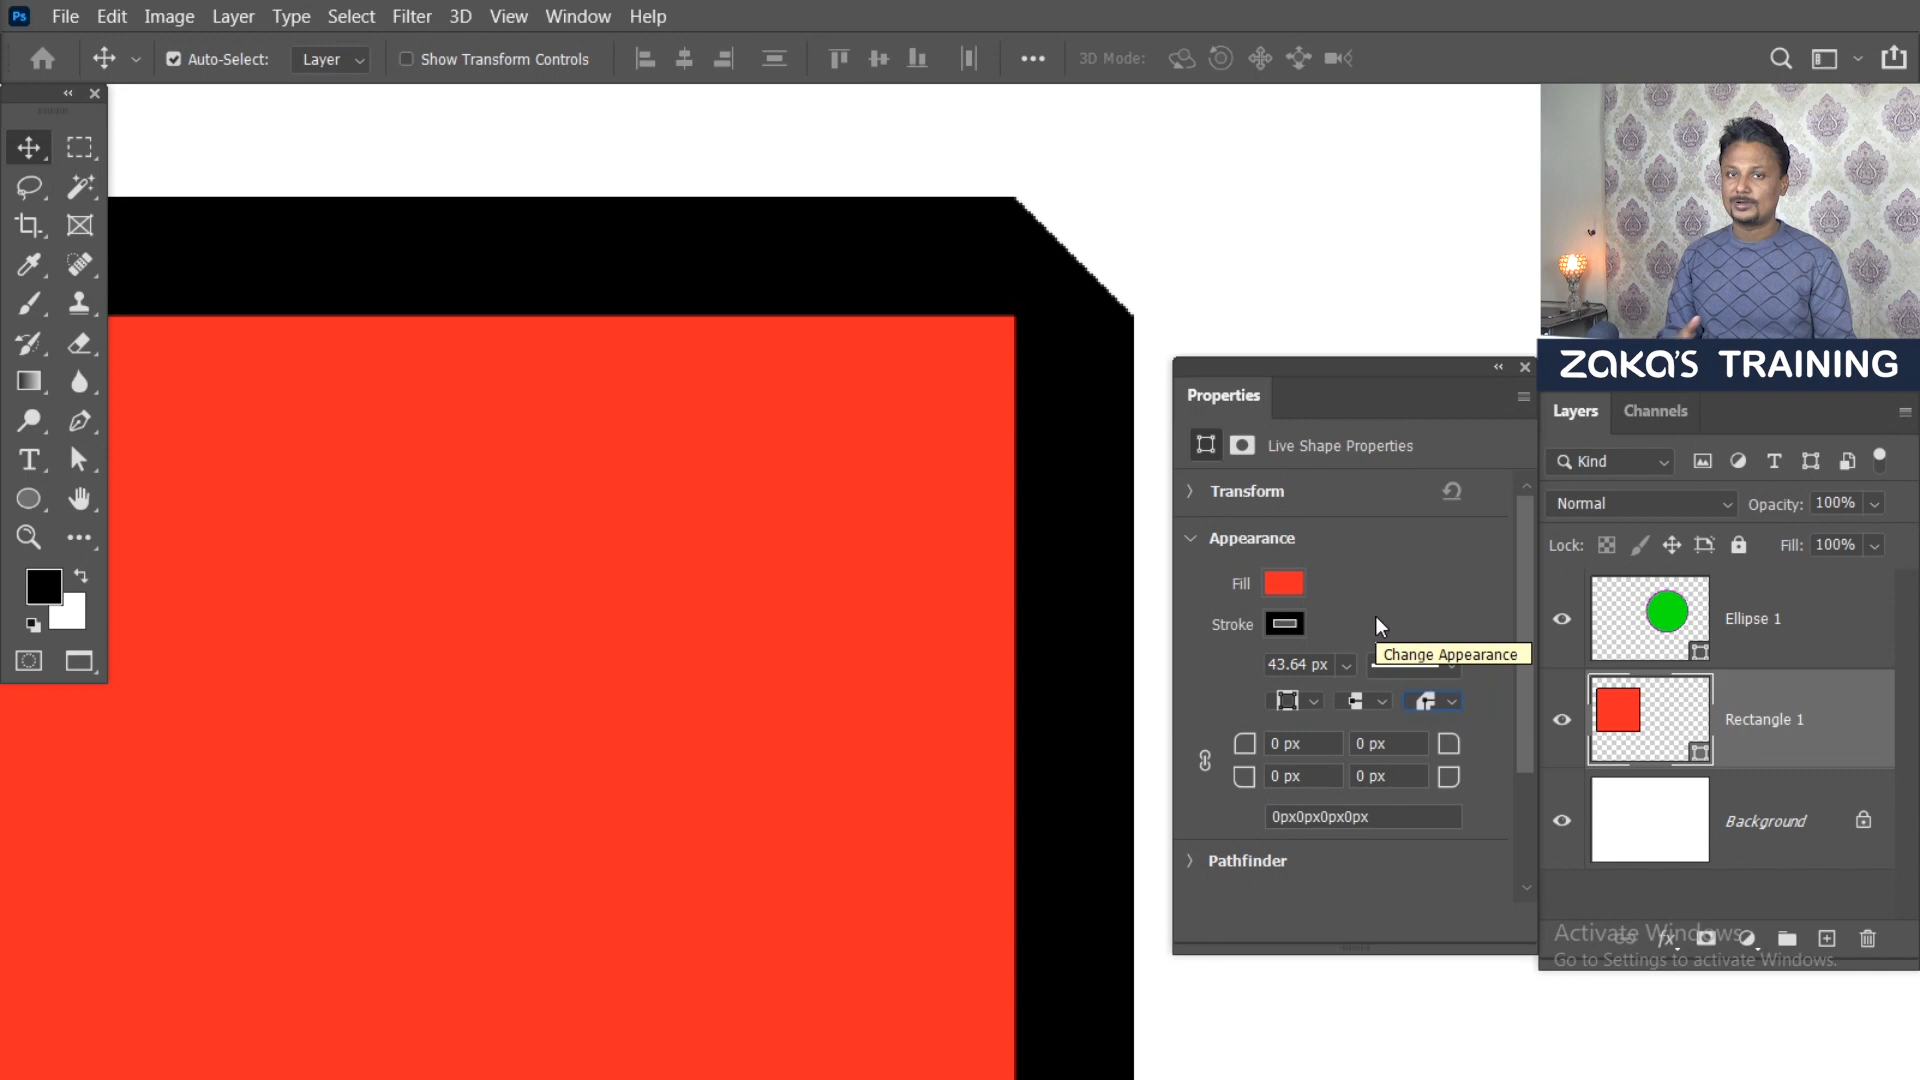 Ps File Edit Image Layer Type Select Filter 3D View Window Help
Auto-Select: Layer Show Transform Controls 3D Mode:
ZAKA'S TRAINING
Properties
Live Shape Properties
Transform
Appearance
Fill
Stroke
Change Appearance
43.64 px
0 px 0 px
0 px 0 px
0px0px0px0px
Pathfinder
Layers Channels
Kind
Normal Opacity: 100%
Lock: Fill: 100%
Ellipse 1
Rectangle 1
Background
Activate Windows
Go to Settings to activate Windows.
fx
T
T